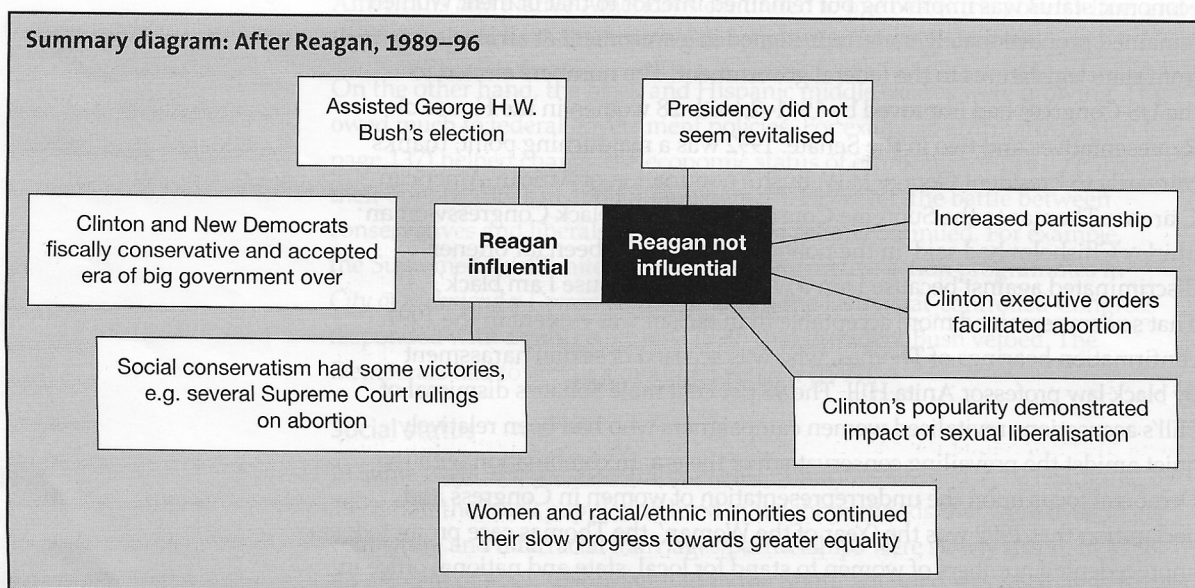 Summary diagram: After Reagan, 1989–96
Assisted George H.W.
Bush's election
Presidency did not
seem revitalised
Clinton and New Democrats
fiscally conservative and accepted
era of big government over
Reagan
influential
Reagan not
influential
Increased partisanship
Clinton executive orders
facilitated abortion
Social conservatism had some victories,
e.g. several Supreme Court rulings
on abortion
Clinton's popularity demonstrated
impact of sexual liberalisation
Women and racial/ethnic minorities continued
their slow progress towards greater equality